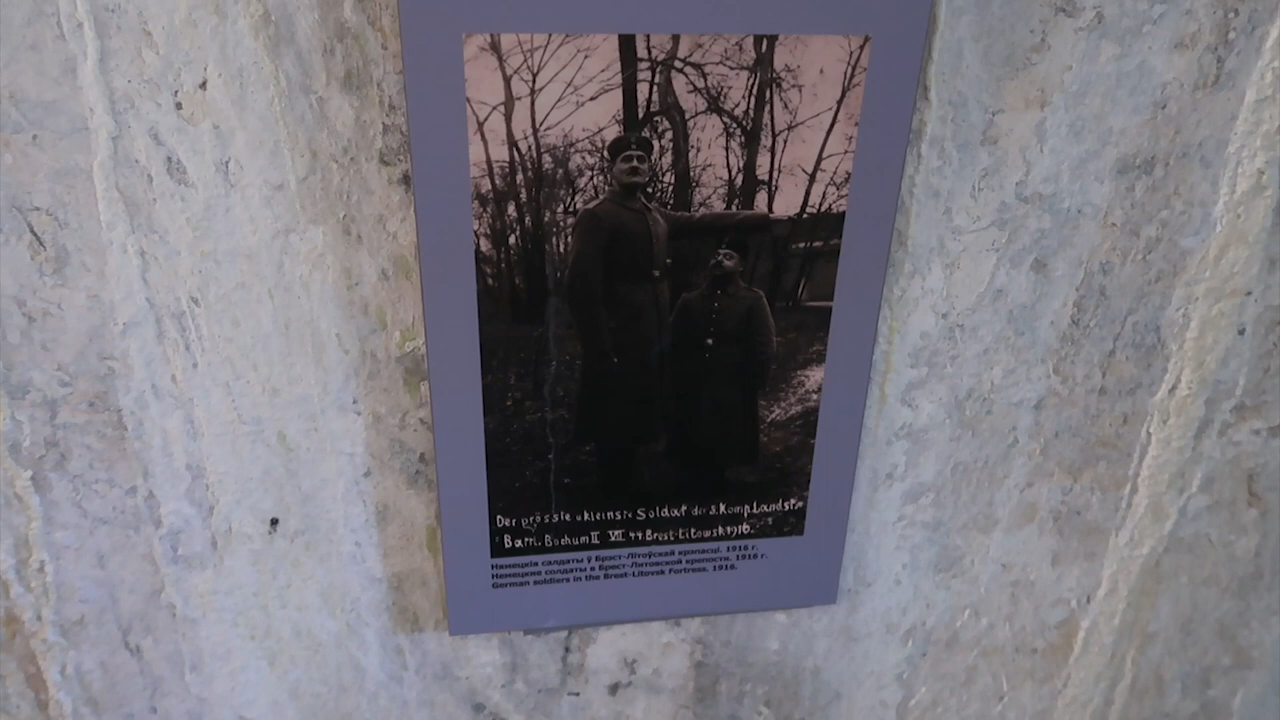 Der grösste u kleinste Soldat der 5. Komp. Landst.
Batt. Bochum II VII 44. Brest-Litowsk 1916.
Нямецкія салдаты ў Брэст-Літоўскай крэпасці. 1916 г.
Немецкие солдаты в Брест-Литовской крепости. 1916 г.
German soldiers in the Brest-Litovsk Fortress. 1916.